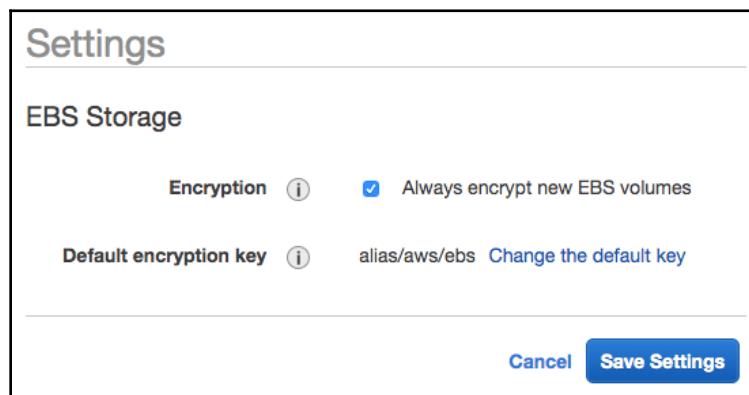 Settings
EBS Storage
Encryption i Always encrypt new EBS volumes
Default encryption key i alias/aws/ebs Change the default key
Cancel Save Settings